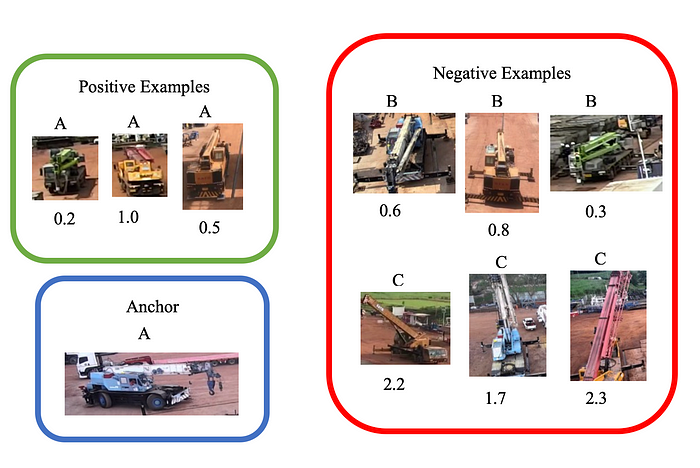 Positive Examples
A A A
0.2 1.0 0.5
Anchor
A
Negative Examples
B B B
0.6 0.8 0.3
C C C
2.2 1.7 2.3